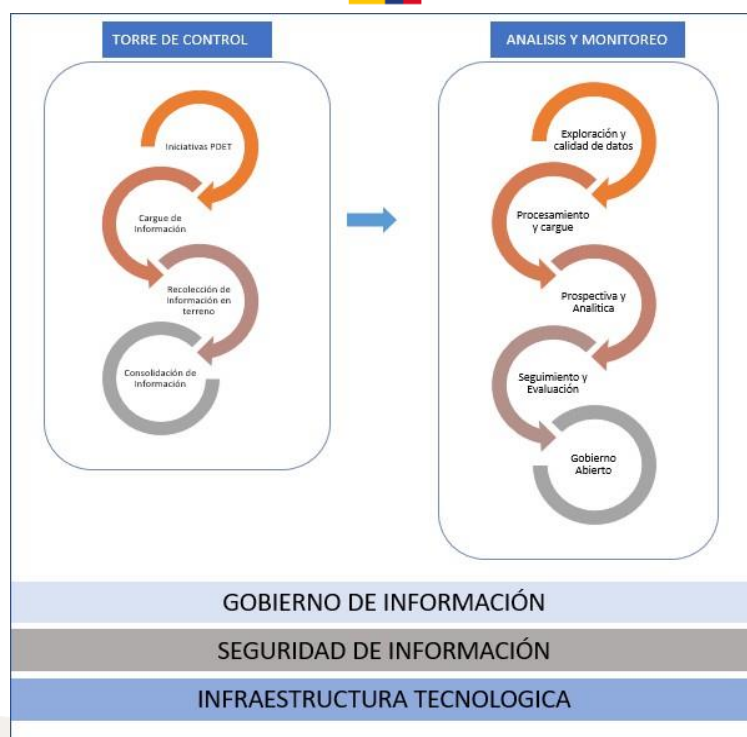 TORRE DE CONTROL
Iniciativas PDET
Cargue de
Información
Recolección de
Información en
terreno
Consolidación de
Información
ANALISIS Y MONITOREO
Exploración y
calidad de datos
Procesamiento
y cargue
Prospectiva y
Analítica
Seguimiento y
Evaluación
Gobierno
Abierto
GOBIERNO DE INFORMACIÓN
SEGURIDAD DE INFORMACIÓN
INFRAESTRUCTURA TECNOLOGICA